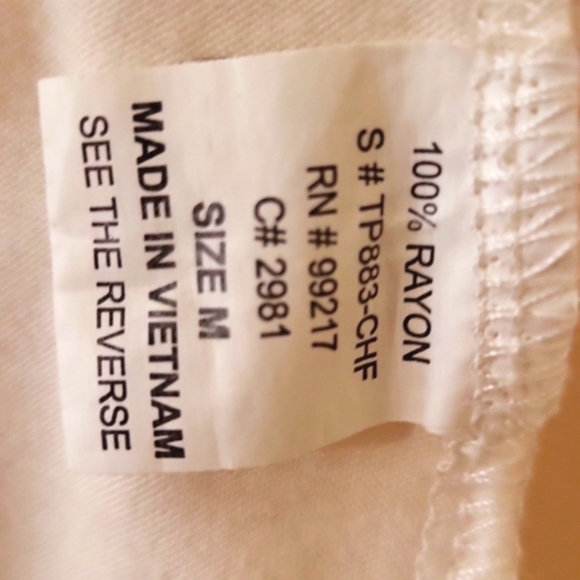 100% RAYON
S # TP883-CHF
RN # 99217
C# 2981
SIZE M
MADE IN VIETNAM
SEE THE REVERSE